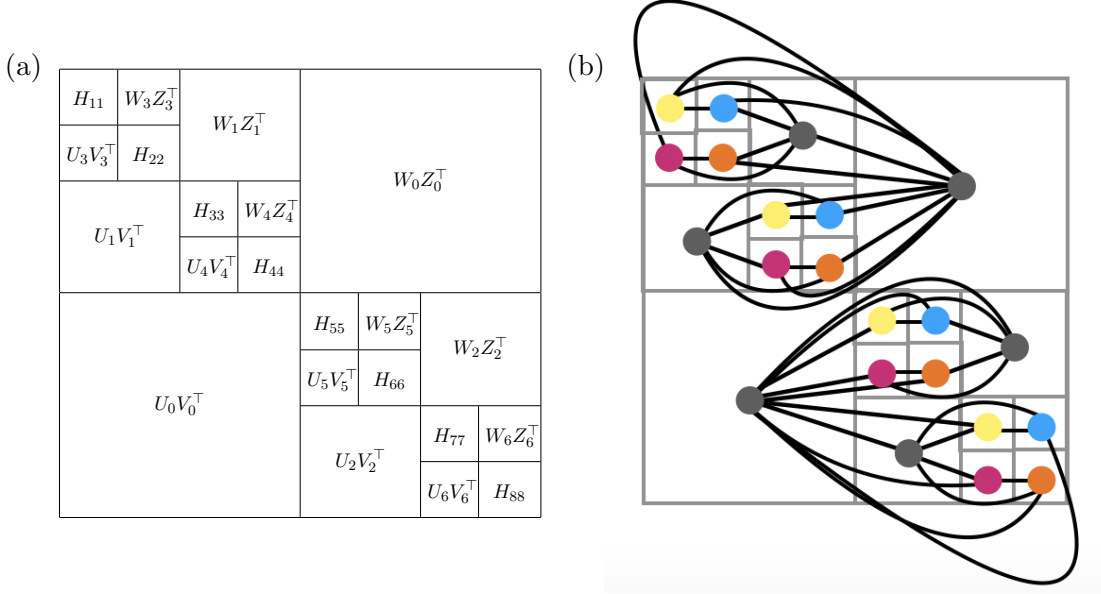 (a) (b)
H₁₁ W₃Z₃⊤
W₁Z₁⊤
U₃V₃⊤ H₂₂
W₀Z₀⊤
H₃₃ W₄Z₄⊤
U₁V₁⊤
U₄V₄⊤ H₄₄
H₅₅ W₅Z₅⊤
W₂Z₂⊤
U₅V₅⊤ H₆₆
U₀V₀⊤
H₇₇ W₆Z₆⊤
U₂V₂⊤
U₆V₆⊤ H₈₈